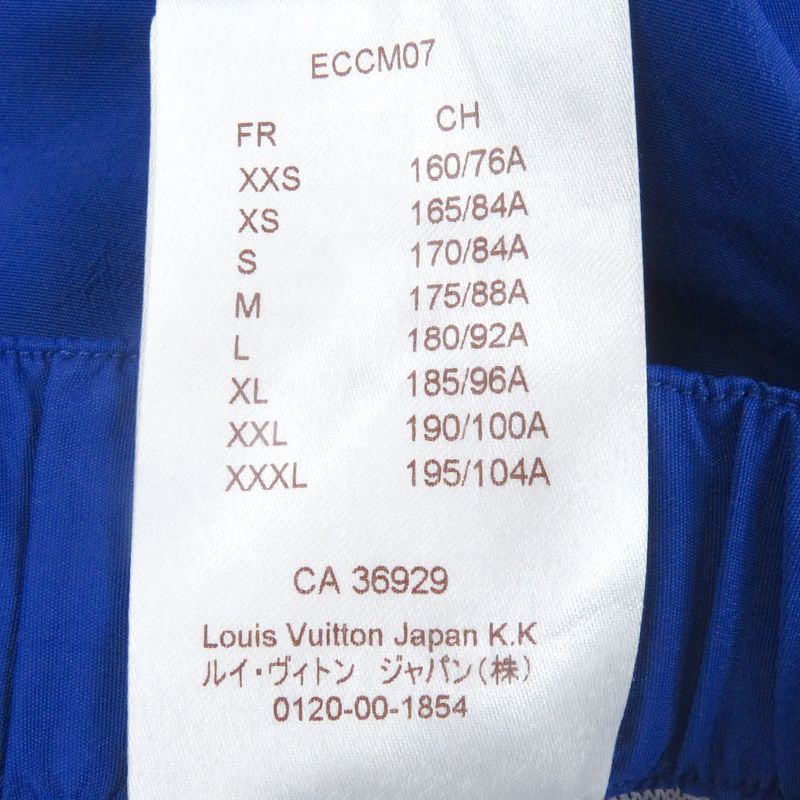 ECCM07
FR CH
XXS 160/76A
XS 165/84A
S 170/84A
M 175/88A
L 180/92A
XL 185/96A
XXL 190/100A
XXXL 195/104A
CA 36929
Louis Vuitton Japan K.K
ルイ・ヴィトン ジャパン(株)
0120-00-1854